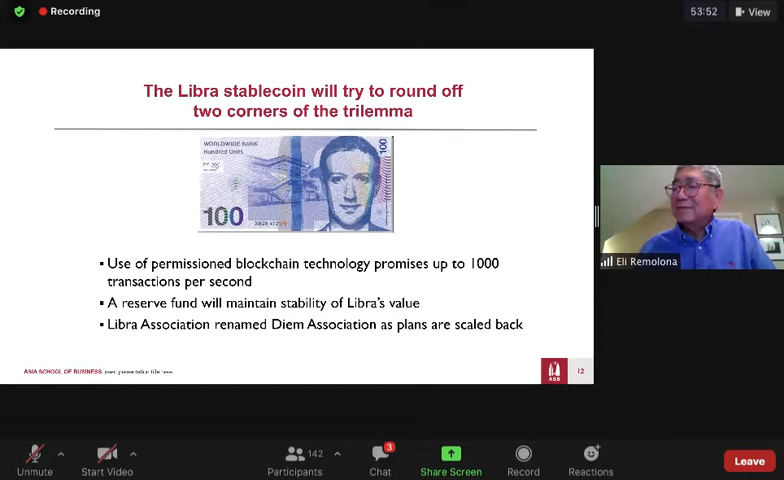 Recording
53:52
View
The Libra stablecoin will try to round off
two corners of the trilemma
WORLDWIDE BANK
Hundred Units
100
100
▪ Use of permissioned blockchain technology promises up to 1000
transactions per second
▪ A reserve fund will maintain stability of Libra's value
▪ Libra Association renamed Diem Association as plans are scaled back
Eli Remolona
ASIA SCHOOL OF BUSINESS
ASB
12
Unmute
Start Video
142
Participants
3
Chat
Share Screen
Record
Reactions
Leave